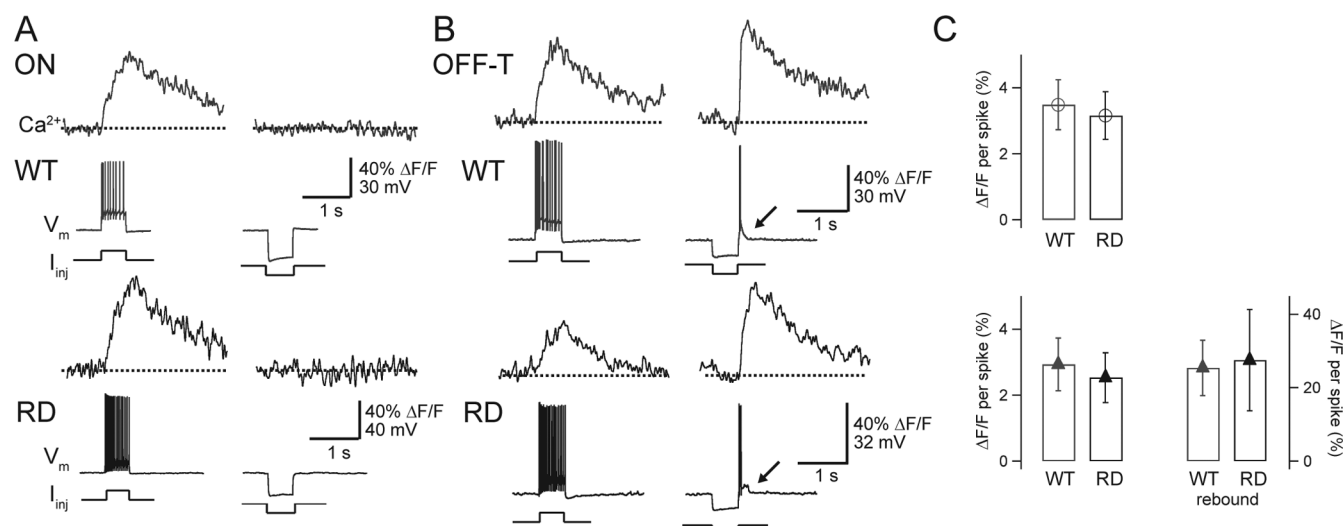 A
ON
Ca²⁺
WT
40% ΔF/F
30 mV
1 s
Vm
Iinj
RD
40% ΔF/F
40 mV
1 s
Vm
Iinj
B
OFF-T
WT
40% ΔF/F
30 mV
1 s
RD
40% ΔF/F
32 mV
1 s
C
ΔF/F per spike (%)
4
2
0
WT RD
ΔF/F per spike (%)
4
2
0
WT RD
WT RD
rebound
40
20
0
ΔF/F per spike (%)